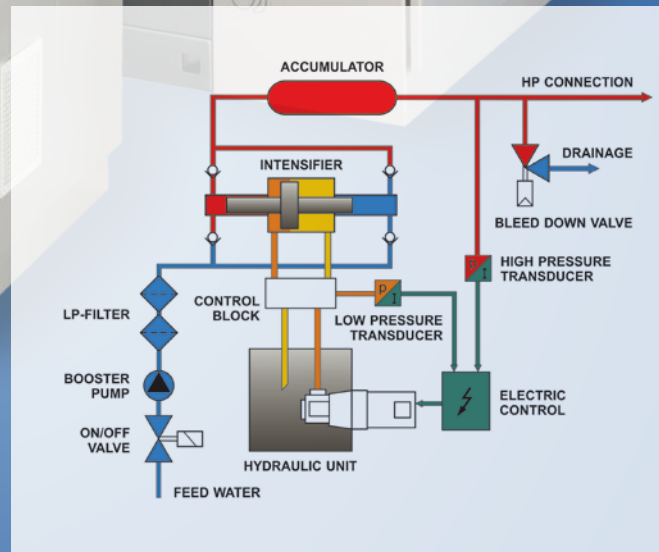 ACCUMULATOR
HP CONNECTION
INTENSIFIER
DRAINAGE
BLEED DOWN VALVE
P
I
HIGH PRESSURE
TRANSDUCER
LP-FILTER
CONTROL
BLOCK
P
I
LOW PRESSURE
TRANSDUCER
BOOSTER
PUMP
ELECTRIC
CONTROL
ON/OFF
VALVE
HYDRAULIC UNIT
FEED WATER